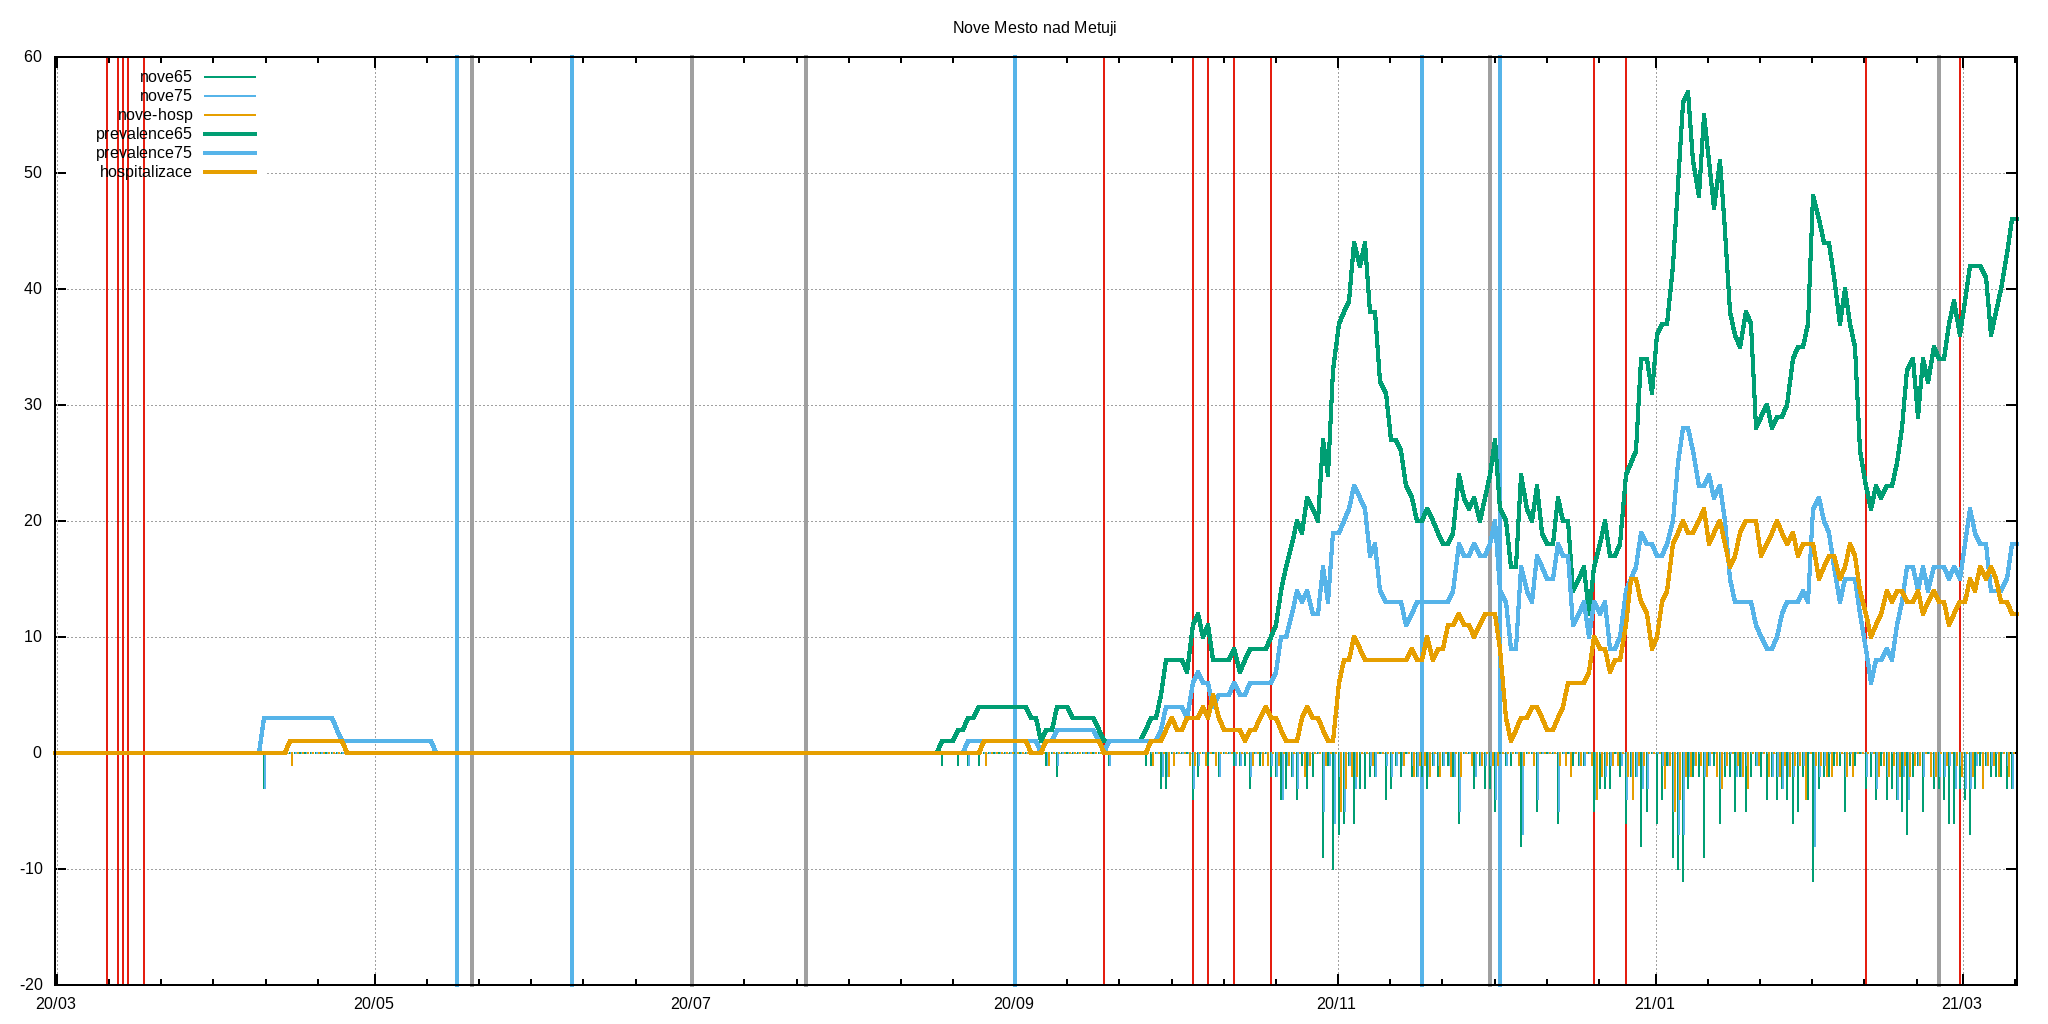 Nove Mesto nad Metuji
60
50
40
30
20
10
0
-10
-20
nove65
nove75
nove-hosp
prevalence65
prevalence75
hospitalizace
20/03 20/05 20/07 20/09 20/11 21/01 21/03